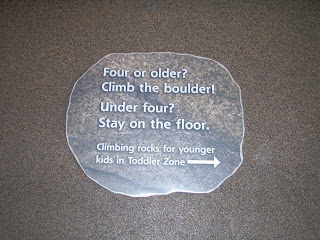 Four or older?
Climb the boulder!
Under four?
Stay on the floor.
Climbing rocks for younger
kids in Toddler Zone